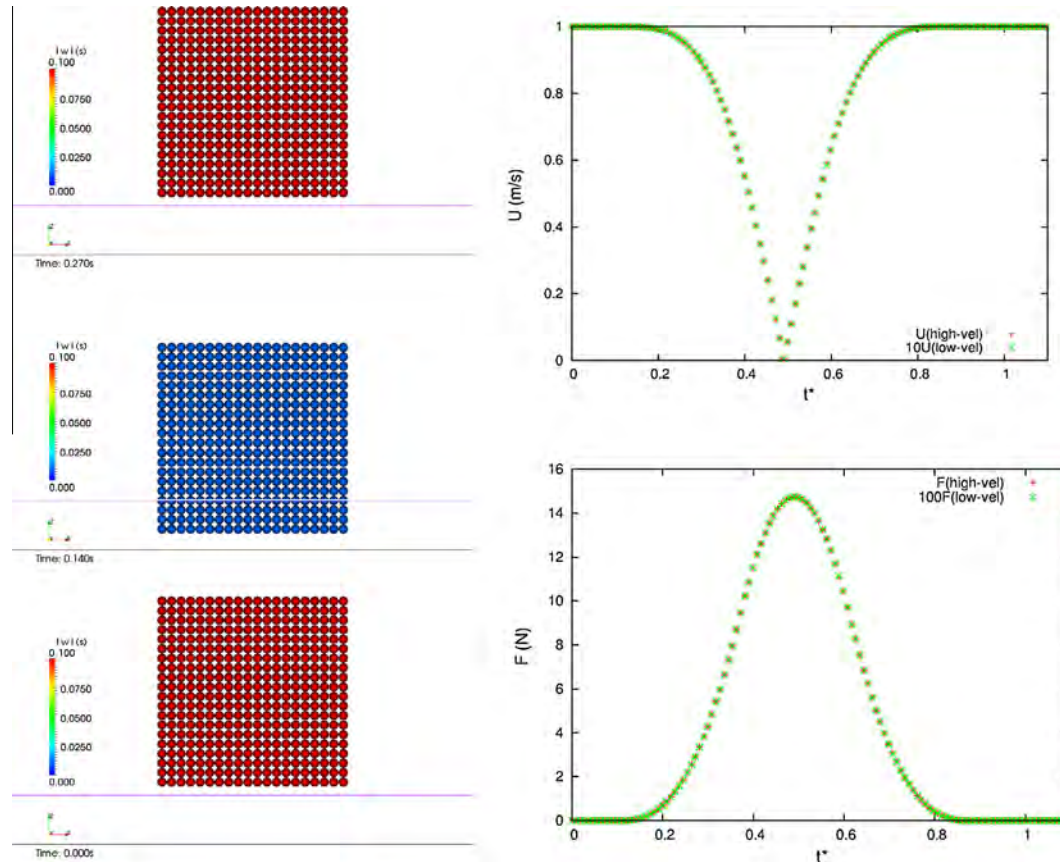 | w | (s)
0.100
0.0750
0.0500
0.0250
0.000
Time: 0.270s
| w | (s)
0.100
0.0750
0.0500
0.0250
0.000
Time: 0.140s
| w | (s)
0.100
0.0750
0.0500
0.0250
0.000
Time: 0.000s
1
0.8
0.6
0.4
0.2
0
U (m/s)
U(high-vel)
10U(low-vel)
0 0.2 0.4 0.6 0.8 1
t*
16
14
12
10
8
6
4
2
0
F (N)
F(high-vel)
100F(low-vel)
0 0.2 0.4 0.6 0.8 1
t*